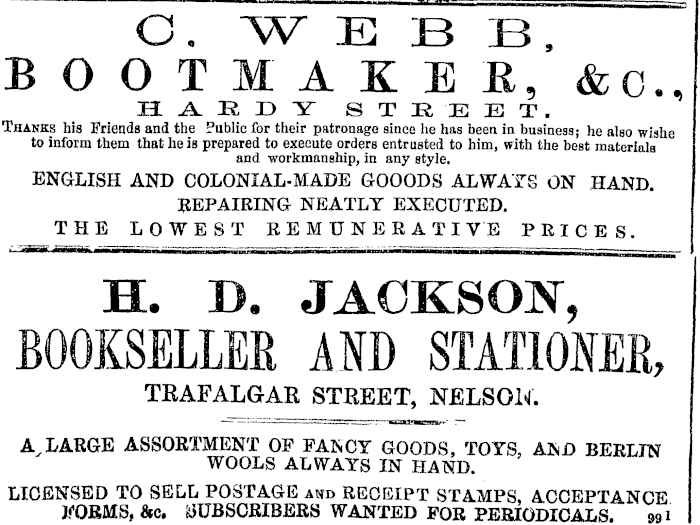 C. WEBB,
BOOTMAKER, &C.,
HARDY STREET.
THANKS his Friends and the Public for their patronage since he has been in business; he also wishe
to inform them that he is prepared to execute orders entrusted to him, with the best materials
and workmanship, in any style.
ENGLISH AND COLONIAL-MADE GOOODS ALWAYS ON HAND.
REPAIRING NEATLY EXECUTED.
THE LOWEST REMUNERATIVE PRICES.
H. D. JACKSON,
BOOKSELLER AND STATIONER,
TRAFALGAR STREET, NELSON.
A LARGE ASSORTMENT OF FANCY GOODS, TOYS, AND BERLIN
WOOLS ALWAYS IN HAND.
LICENSED TO SELL POSTAGE AND RECEIPT STAMPS, ACCEPTANCE
FORMS, &c. SUBSCRIBERS WANTED FOR PERIODICALS. 991